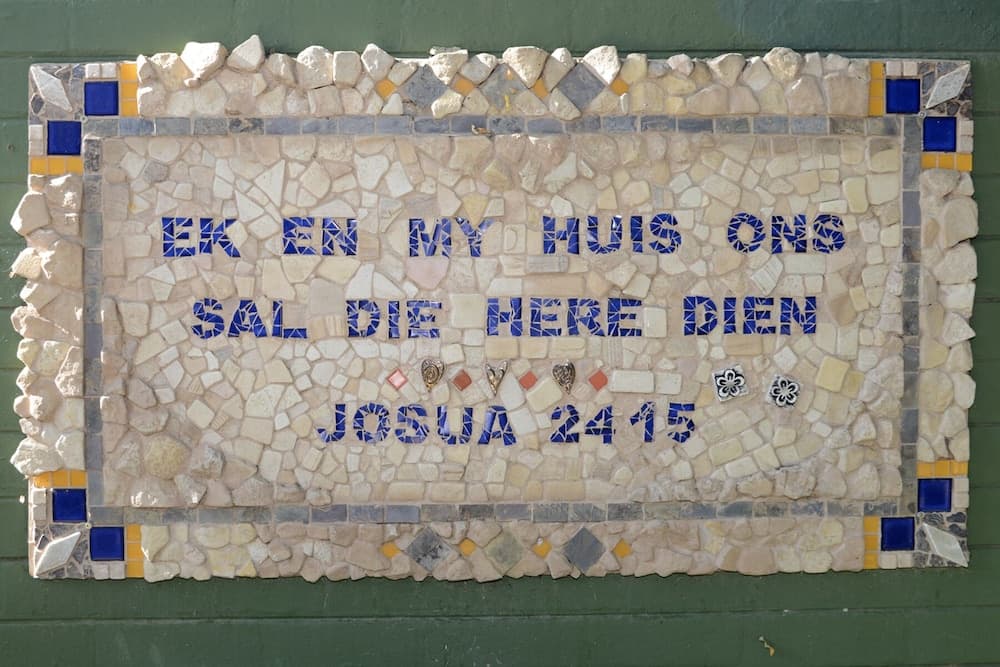 EK EN MY HUIS ONS
SAL DIE HERE DIEN
JOSUA 24 15